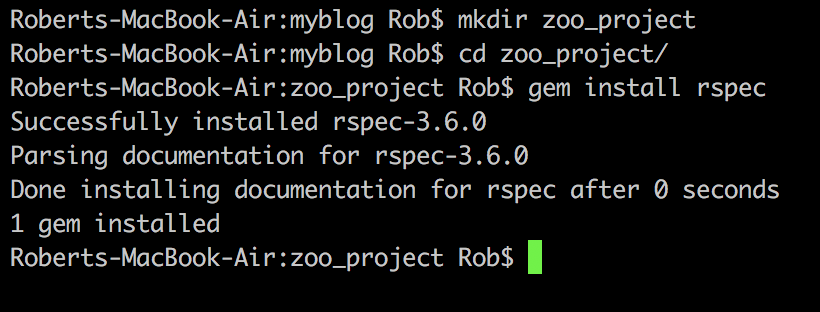 Roberts-MacBook-Air:myblog Rob$ mkdir zoo_project
Roberts-MacBook-Air:myblog Rob$ cd zoo_project/
Roberts-MacBook-Air:zoo_project Rob$ gem install rspec
Successfully installed rspec-3.6.0
Parsing documentation for rspec-3.6.0
Done installing documentation for rspec after 0 seconds
1 gem installed
Roberts-MacBook-Air:zoo_project Rob$